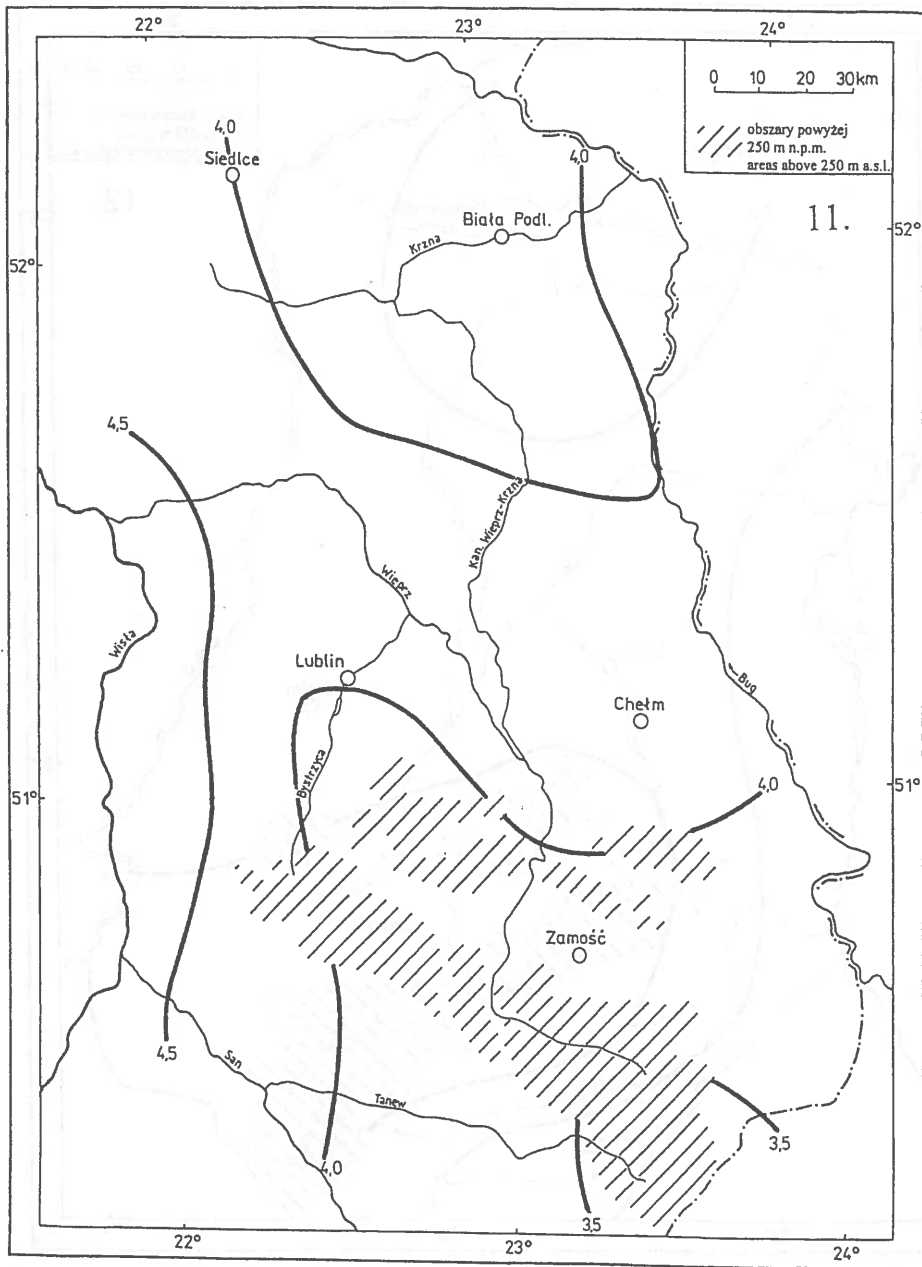 22° 23° 24°
0 10 20 30km
obszary powyżej
250 m n.p.m.
areas above 250 m a.s.l.
11.
4,0
Siedlce
4,0
Biała Podl.
Krzna
52° 52°
4,5
Kan. Wieprz-Krzna
Wieprz
Wisła
Lublin
Bug
Chełm
Bystrzyca
51° 51°
4,0
Zamość
4,5
San
Tanew
4,0
3,5
3,5
22° 23° 24°